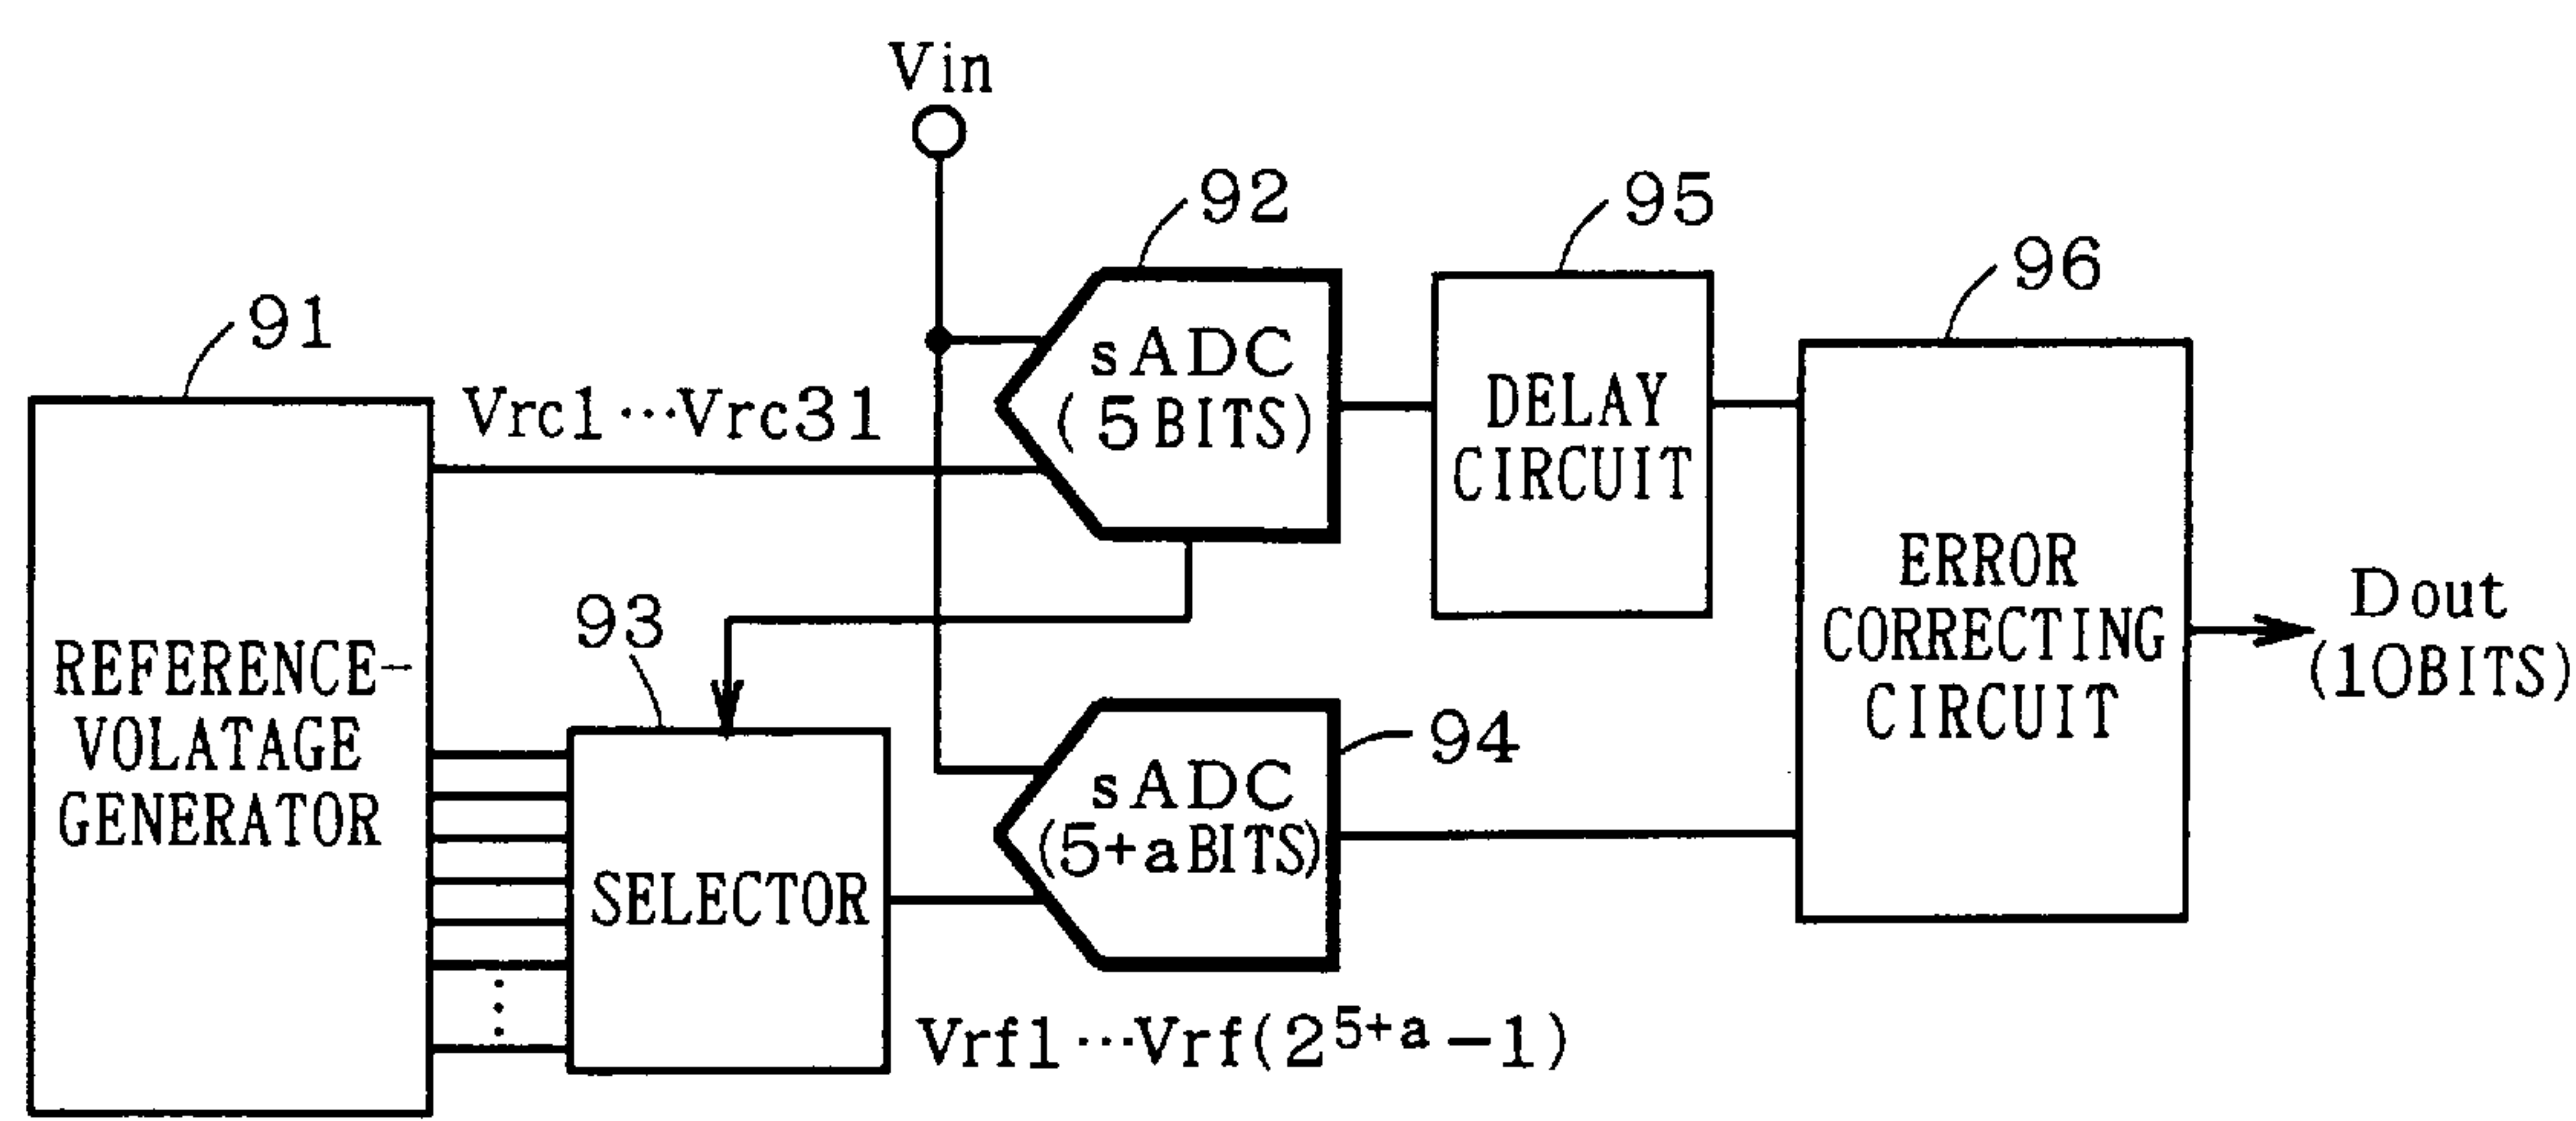 Vin
92
95
96
91
Vrc1…Vrc31
sADC
(5BITS)
DELAY
CIRCUIT
93
REFERENCE-
VOLATAGE
GENERATOR
SELECTOR
94
sADC
(5+aBITS)
ERROR
CORRECTING
CIRCUIT
Dout
(10BITS)
Vrf1…Vrf(2^{5+a}-1)